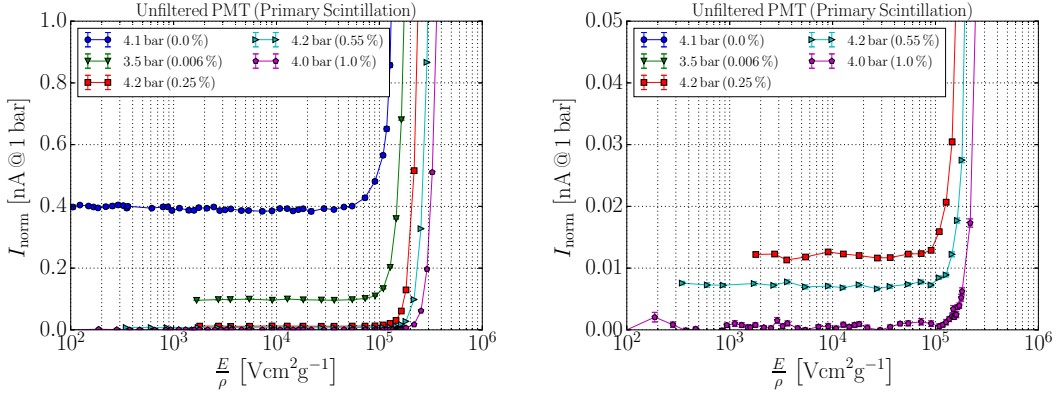 Unfiltered PMT (Primary Scintillation)
1.0
0.8
0.6
0.4
0.2
0.0
I_norm [nA @ 1 bar]
4.1 bar (0.0 %)
3.5 bar (0.006 %)
4.2 bar (0.25 %)
4.2 bar (0.55 %)
4.0 bar (1.0 %)
10^2 10^3 10^4 10^5 10^6
E/ρ [Vcm^2g^−1]
Unfiltered PMT (Primary Scintillation)
0.05
0.04
0.03
0.02
0.01
0.00
I_norm [nA @ 1 bar]
4.1 bar (0.0 %)
3.5 bar (0.006 %)
4.2 bar (0.25 %)
4.2 bar (0.55 %)
4.0 bar (1.0 %)
10^2 10^3 10^4 10^5 10^6
E/ρ [Vcm^2g^−1]